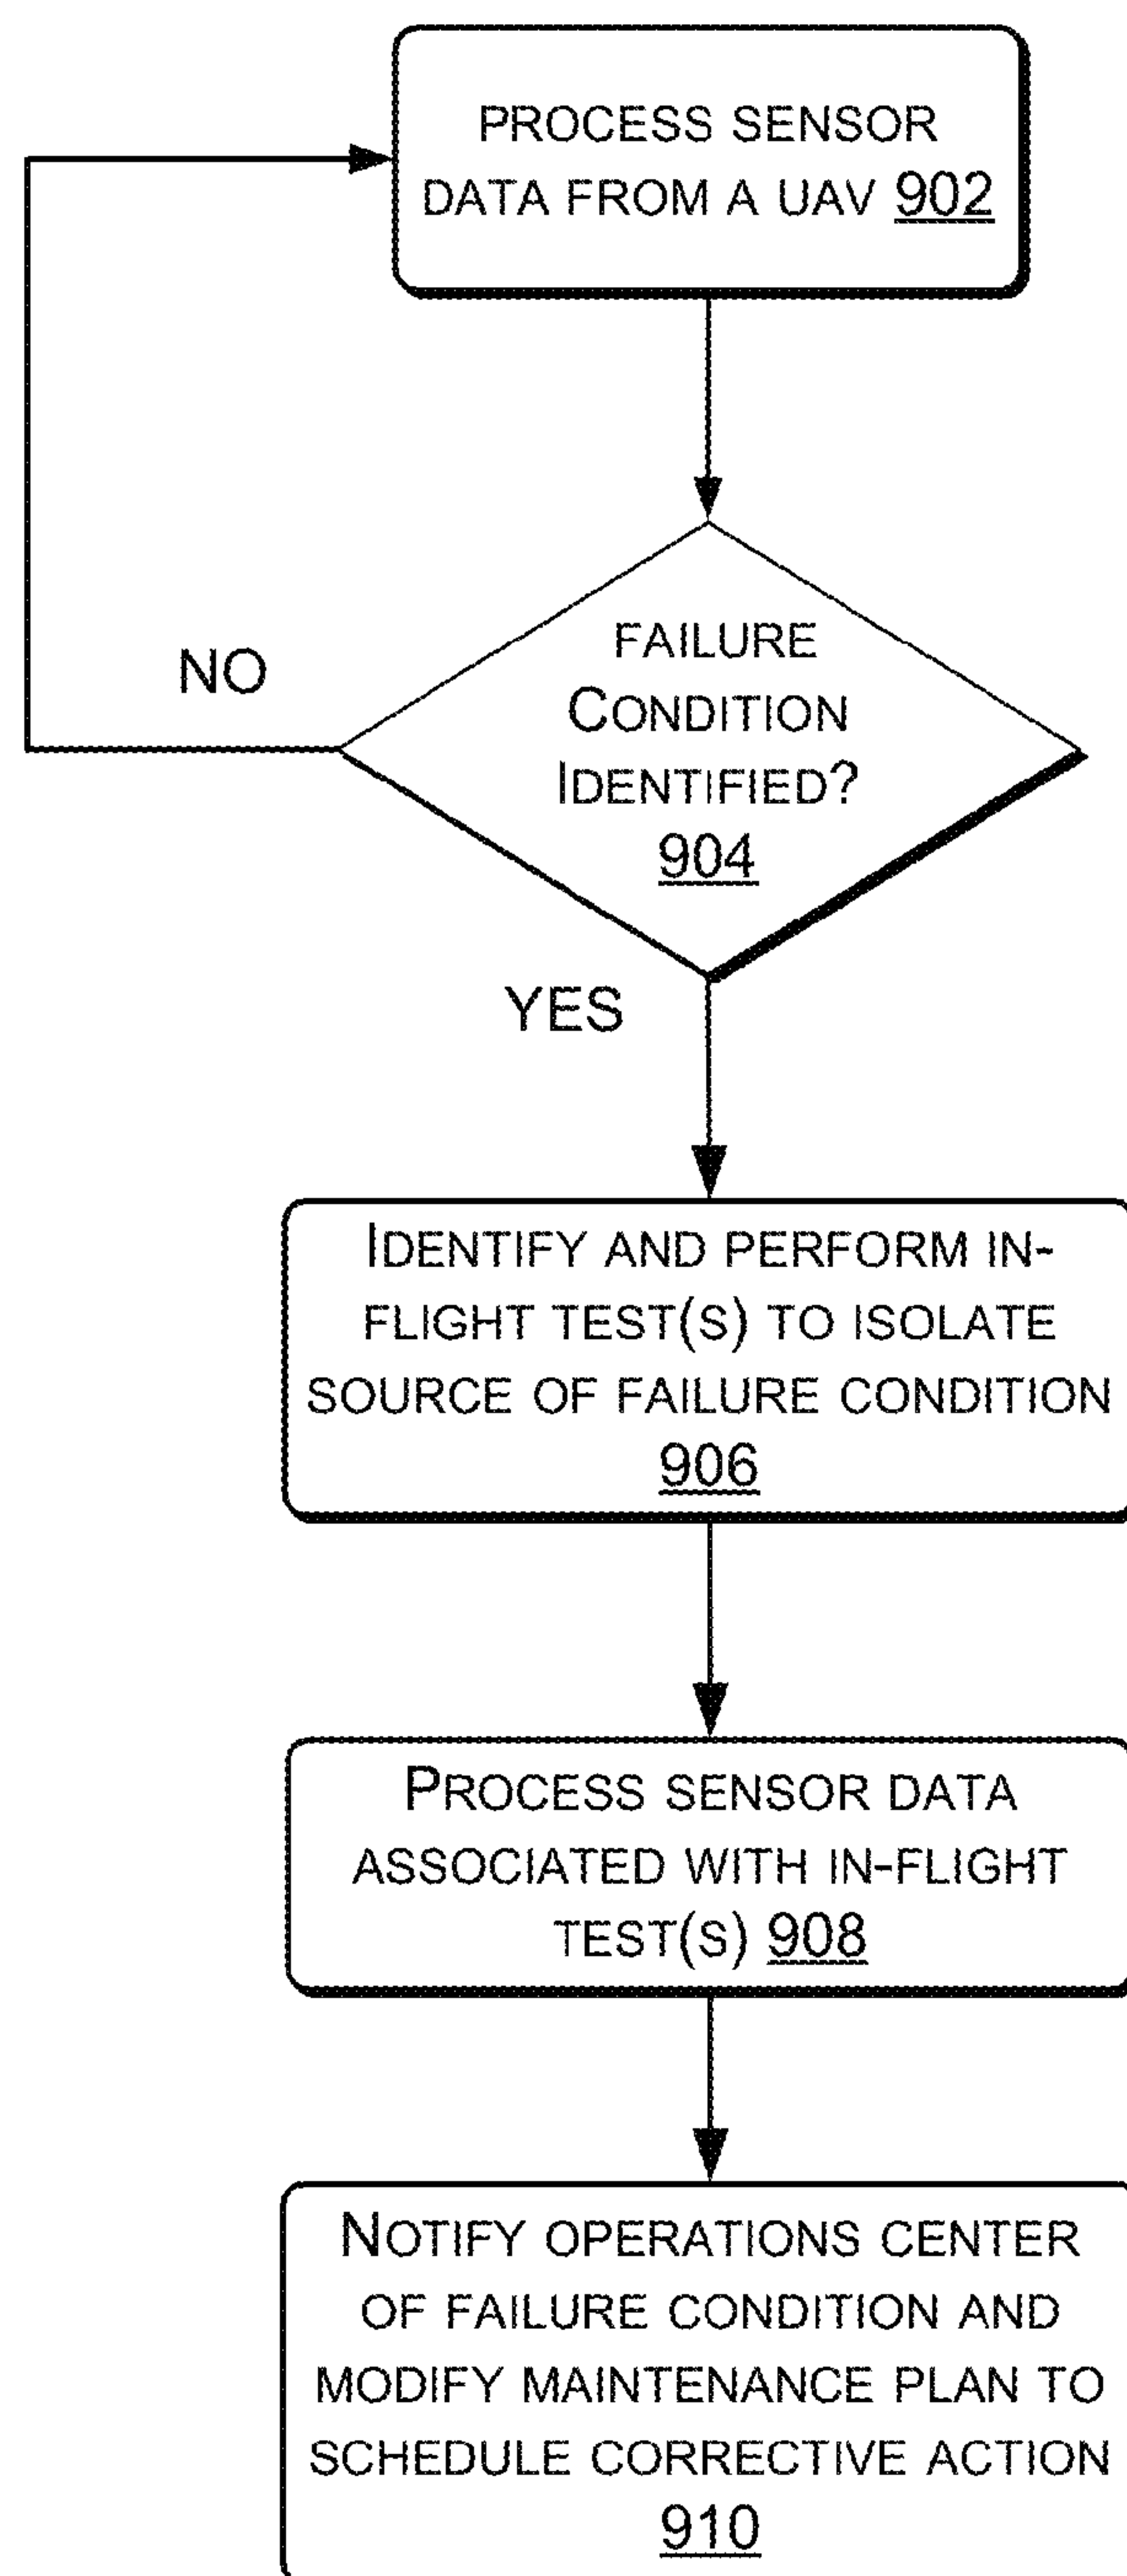 PROCESS SENSOR
DATA FROM A UAV 902
FAILURE
CONDITION
IDENTIFIED?
904
NO
YES
IDENTIFY AND PERFORM IN-
FLIGHT TEST(S) TO ISOLATE
SOURCE OF FAILURE CONDITION
906
PROCESS SENSOR DATA
ASSOCIATED WITH IN-FLIGHT
TEST(S) 908
NOTIFY OPERATIONS CENTER
OF FAILURE CONDITION AND
MODIFY MAINTENANCE PLAN TO
SCHEDULE CORRECTIVE ACTION
910